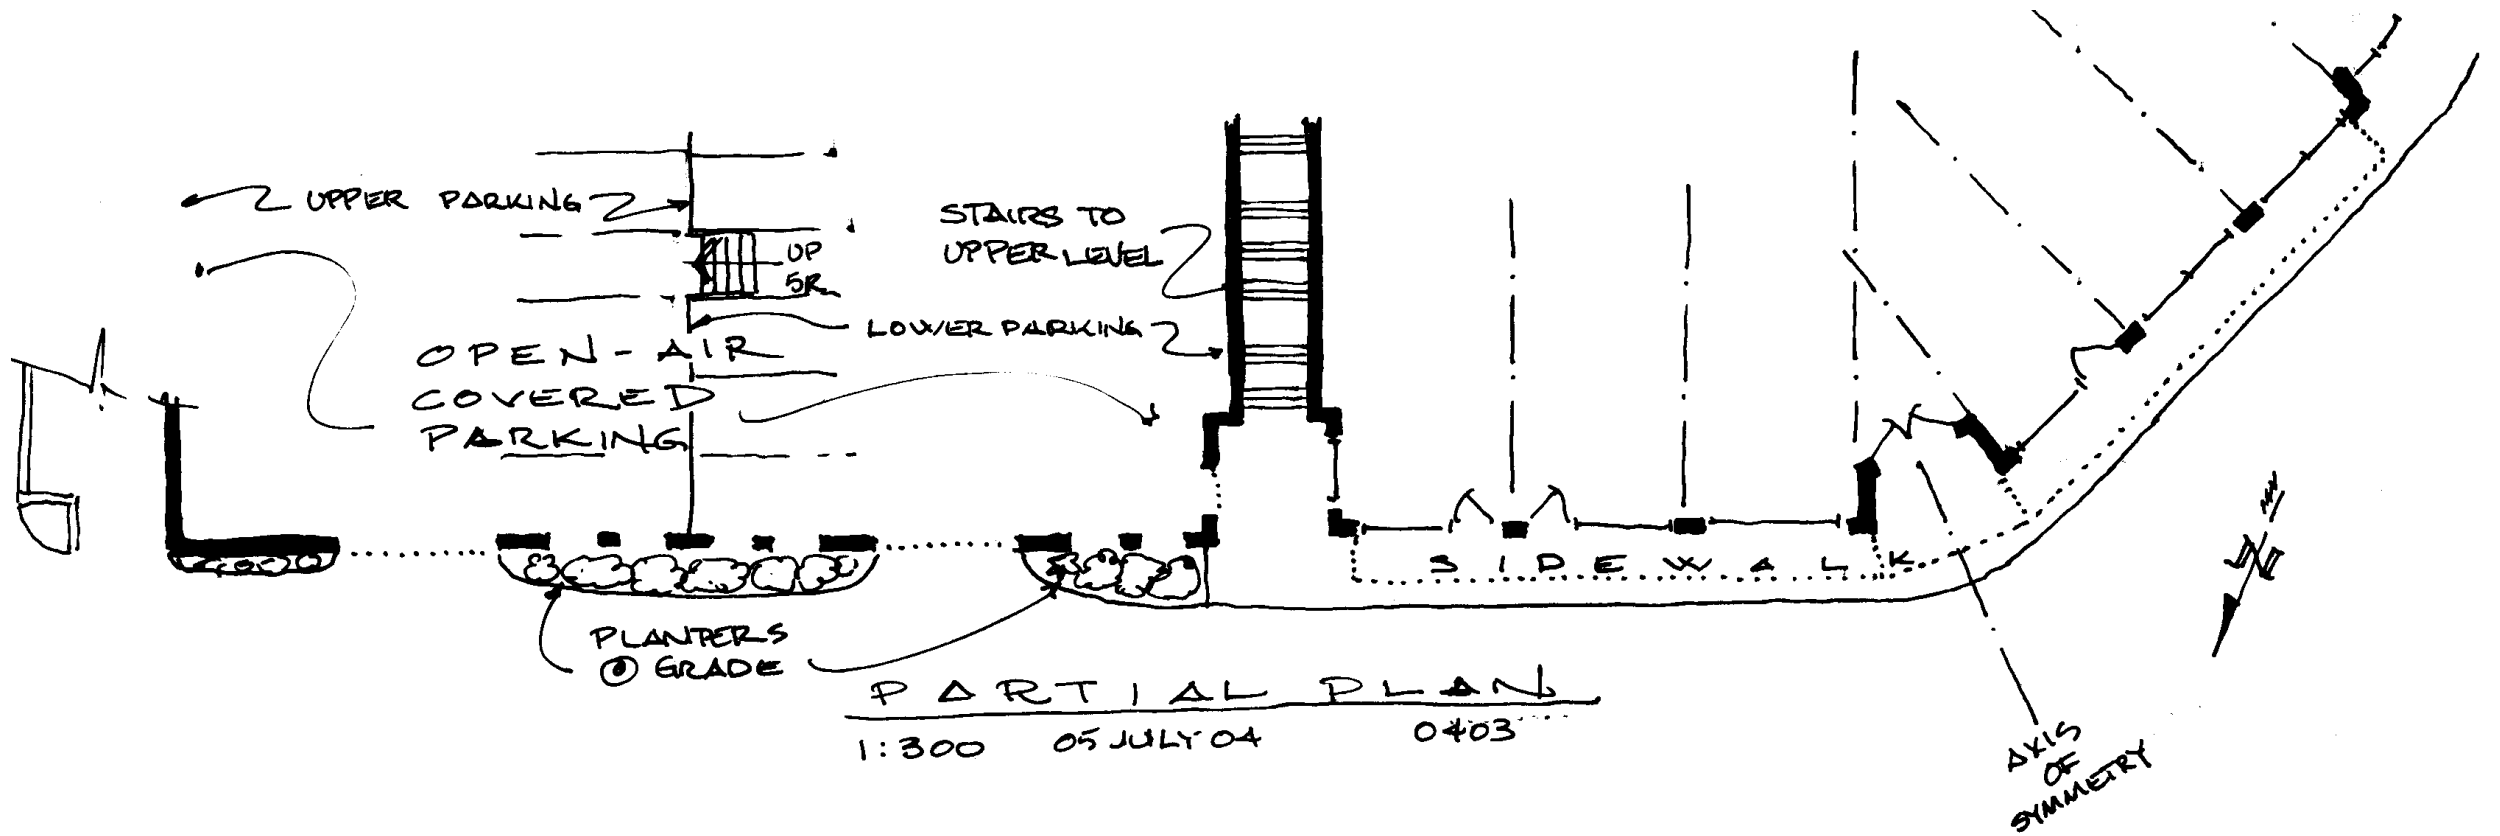 UPPER PARKING
UP
5R
STAIRS TO
UPPER LEVEL
LOWER PARKING
OPEN-AIR
COVERED
PARKING
SIDEWALK
PLANTERS
@ GRADE
PARTIAL PLAN
1:300 05 JULY 04 0403
AXIS
OF
SYMMETRY
N